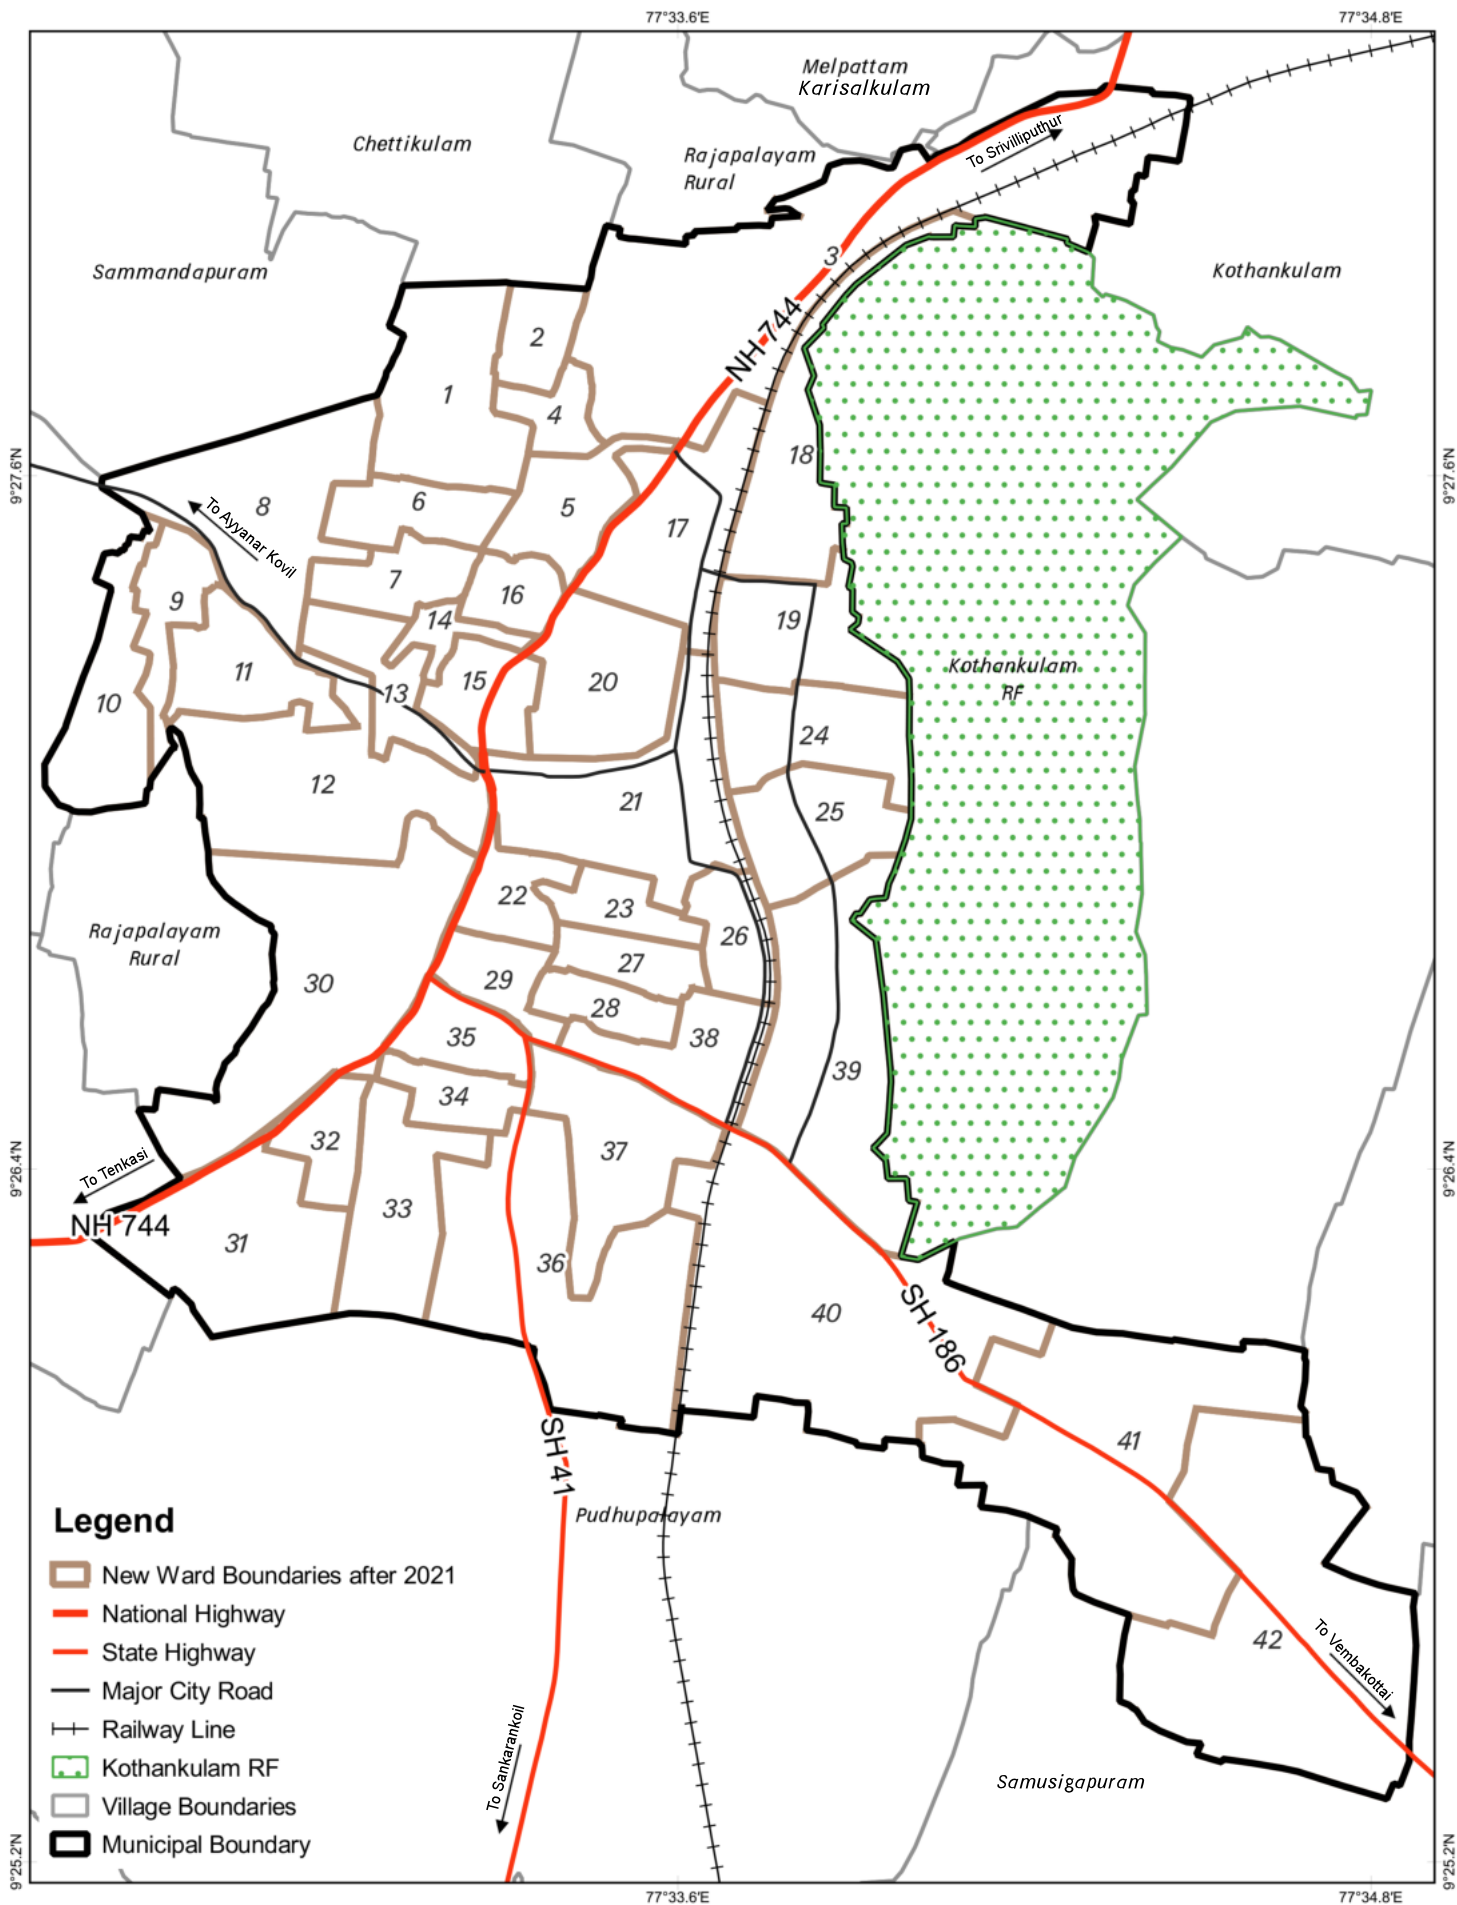 77°33.6'E
77°34.8'E
Melpattam
Karisalkulam
Chettikulam
Rajapalayam
Rural
To Srivilliputhur
Sammandapuram
Kothankulam
3
NH 744
2
1
4
18
9°27.6'N
9°27.6'N
8
6
5
17
To Ayyanar Kovil
7
16
9
14
19
11
13
15
20
Kothankulam
RF
10
24
12
21
25
22
23
Rajapalayam
Rural
26
27
30
29
28
35
38
39
34
32
37
To Tenkasi
9°26.4'N
9°26.4'N
NH 744
33
31
36
40
SH 186
41
SH 41
Pudhupalayam
Legend
New Ward Boundaries after 2021
National Highway
State Highway
Major City Road
Railway Line
Kothankulam RF
Village Boundaries
Municipal Boundary
42
To Vembakottai
To Sankarankoil
Samusigapuram
9°25.2'N
9°25.2'N
77°33.6'E
77°34.8'E